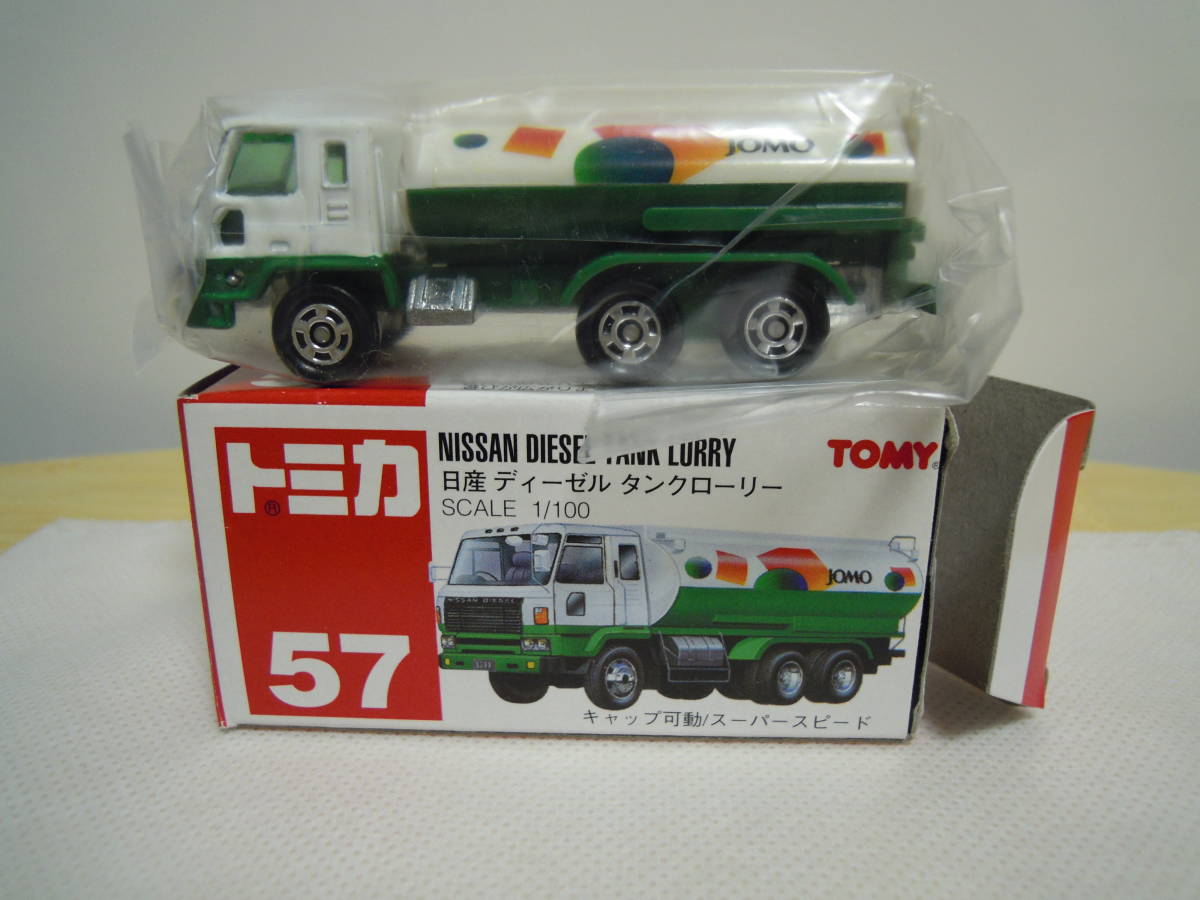 JOMO
トミカ
®
57
NISSAN DIESEL TANK LORRY
日産 ディーゼル タンクローリー
SCALE 1/100
TOMY®
JOMO
NISSAN DIESEL
キャップ可動/スーパースピード